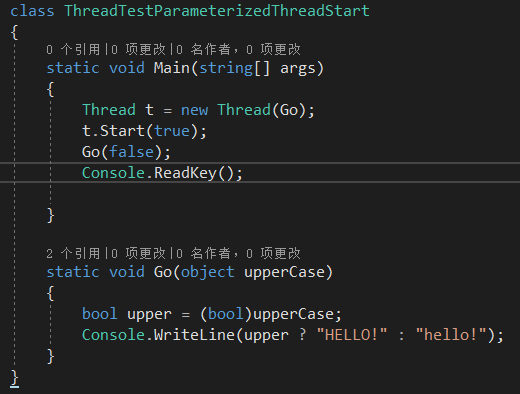 class ThreadTestParameterizedThreadStart
{
0 个引用|0 项更改|0 名作者，0 项更改
static void Main(string[] args)
{
Thread t = new Thread(Go);
t.Start(true);
Go(false);
Console.ReadKey();
}
2 个引用|0 项更改|0 名作者，0 项更改
static void Go(object upperCase)
{
bool upper = (bool)upperCase;
Console.WriteLine(upper ? "HELLO!" : "hello!");
}
}